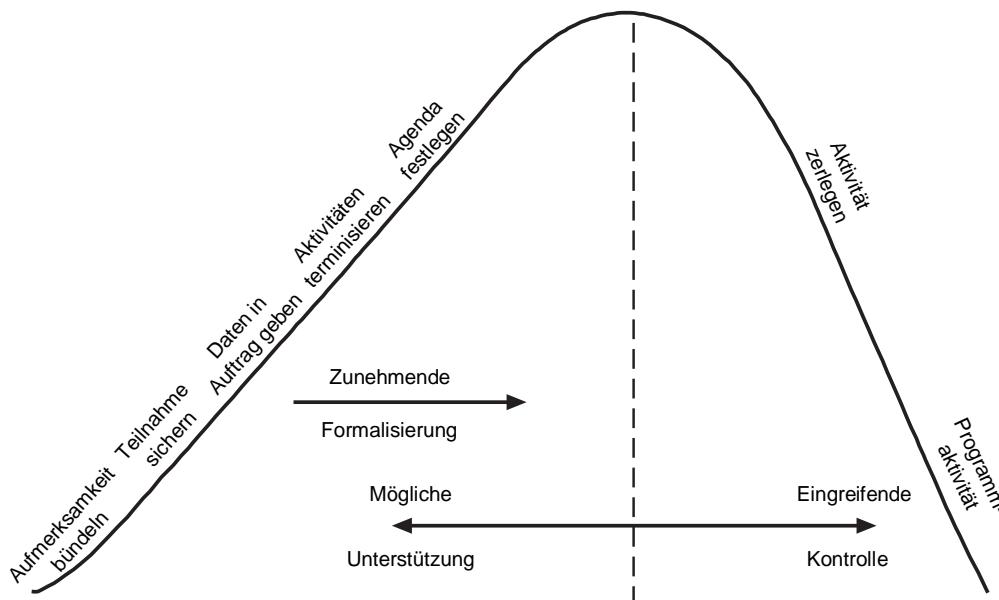 Aufmerksamkeit
bündeln
Teilnahme
sichern
Daten in
Auftrag geben
Aktivitäten
terminisieren
Agenda
festlegen
Aktivität
zerlegen
Zunehmende
Formalisierung
Mögliche
Unterstützung
Eingreifende
Kontrolle
aktivität